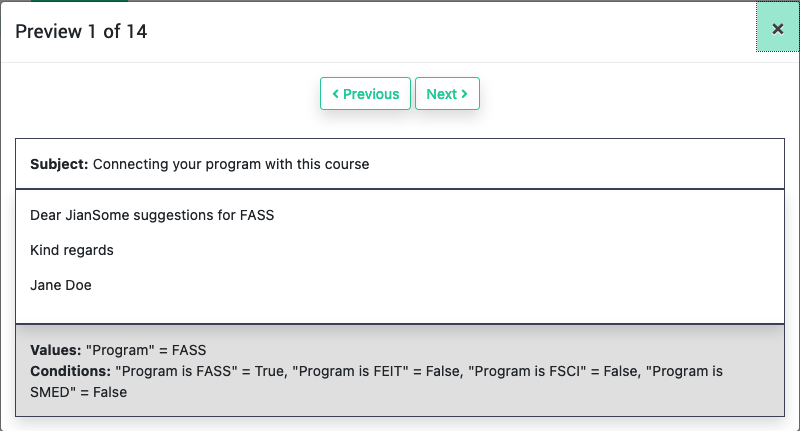 Preview 1 of 14
×
Previous
Next
Subject: Connecting your program with this course
Dear JianSome suggestions for FASS
Kind regards
Jane Doe
Values: "Program" = FASS
Conditions: "Program is FASS" = True, "Program is FEIT" = False, "Program is FSCI" = False, "Program is
SMED" = False